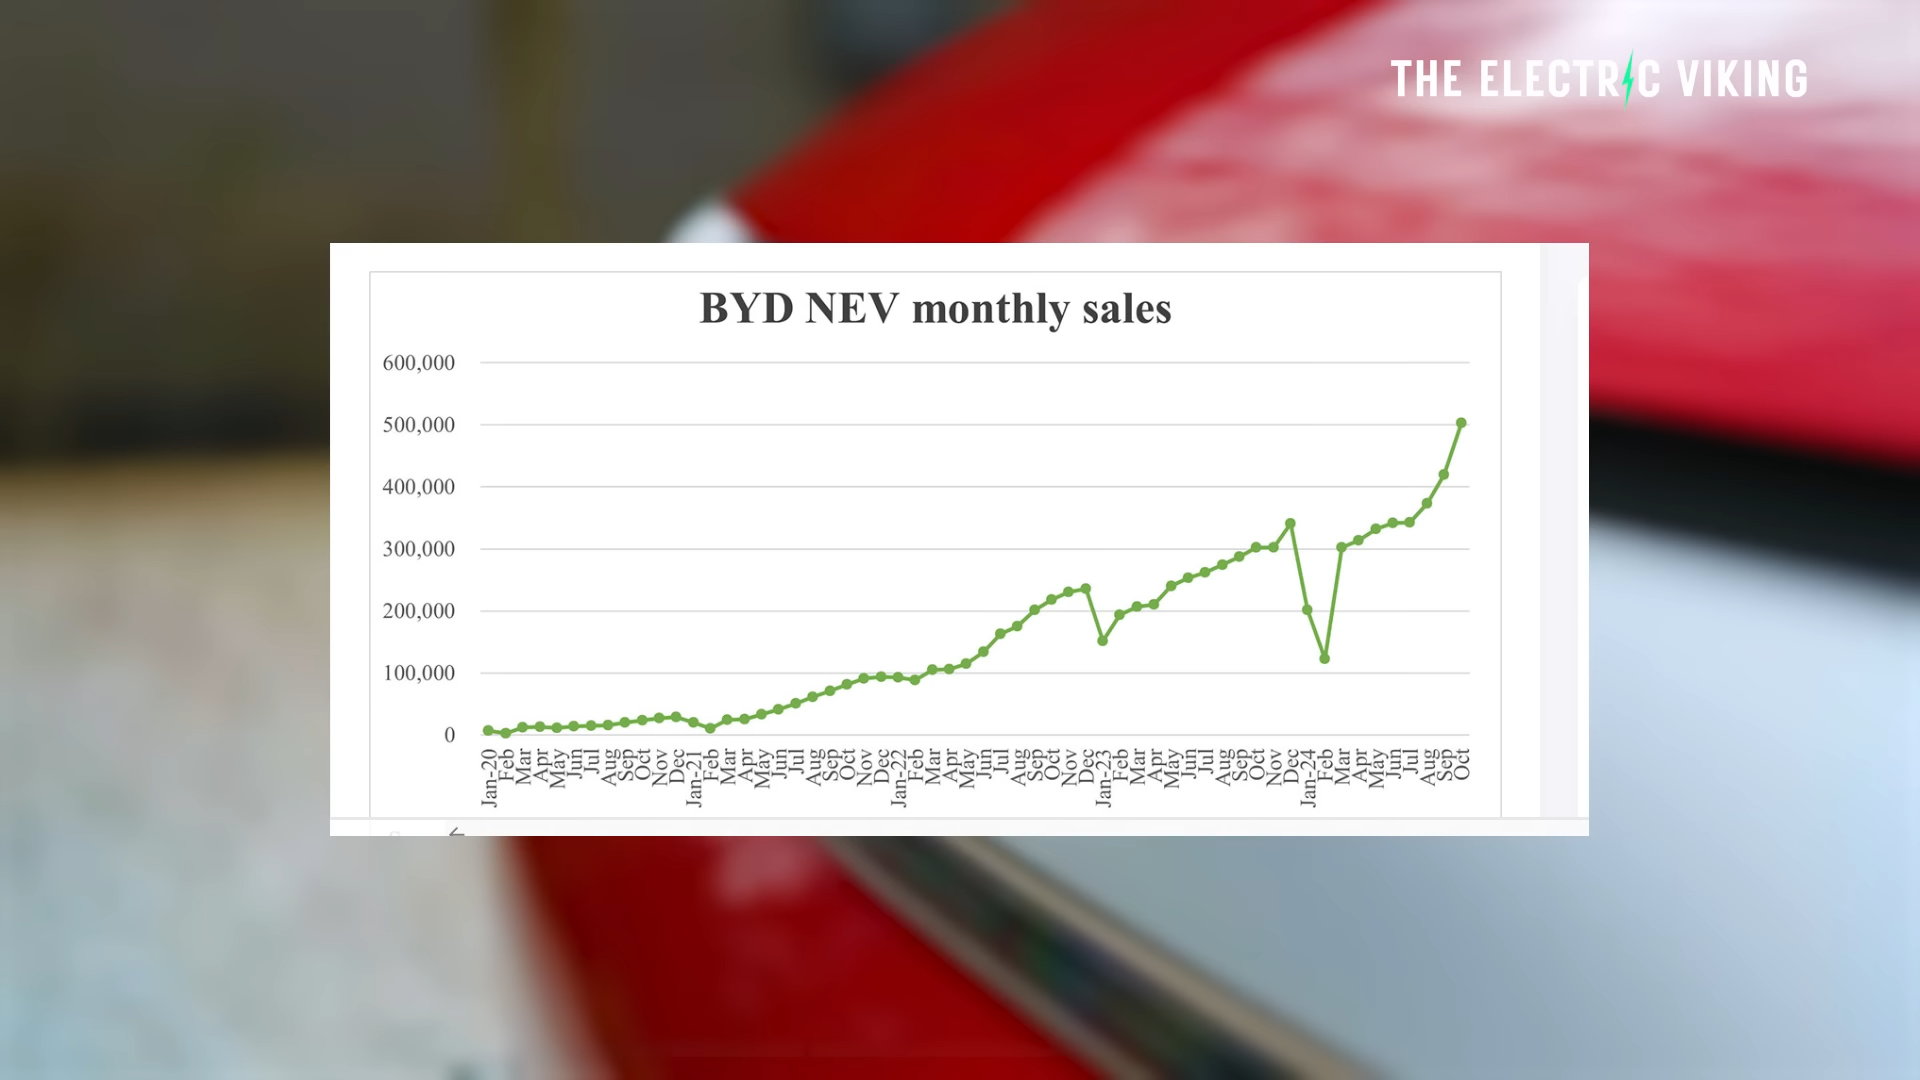 THE ELECTRIC VIKING
BYD NEV monthly sales
600,000
500,000
400,000
300,000
200,000
100,000
0
Jan-20
Feb
Mar
Apr
May
Jun
Jul
Aug
Sep
Oct
Nov
Dec
Jan-21
Feb
Mar
Apr
May
Jun
Jul
Aug
Sep
Oct
Nov
Dec
Jan-22
Feb
Mar
Apr
May
Jun
Jul
Aug
Sep
Oct
Nov
Dec
Jan-23
Feb
Mar
Apr
May
Jun
Jul
Aug
Sep
Oct
Nov
Dec
Jan-24
Feb
Mar
Apr
May
Jun
Jul
Aug
Sep
Oct